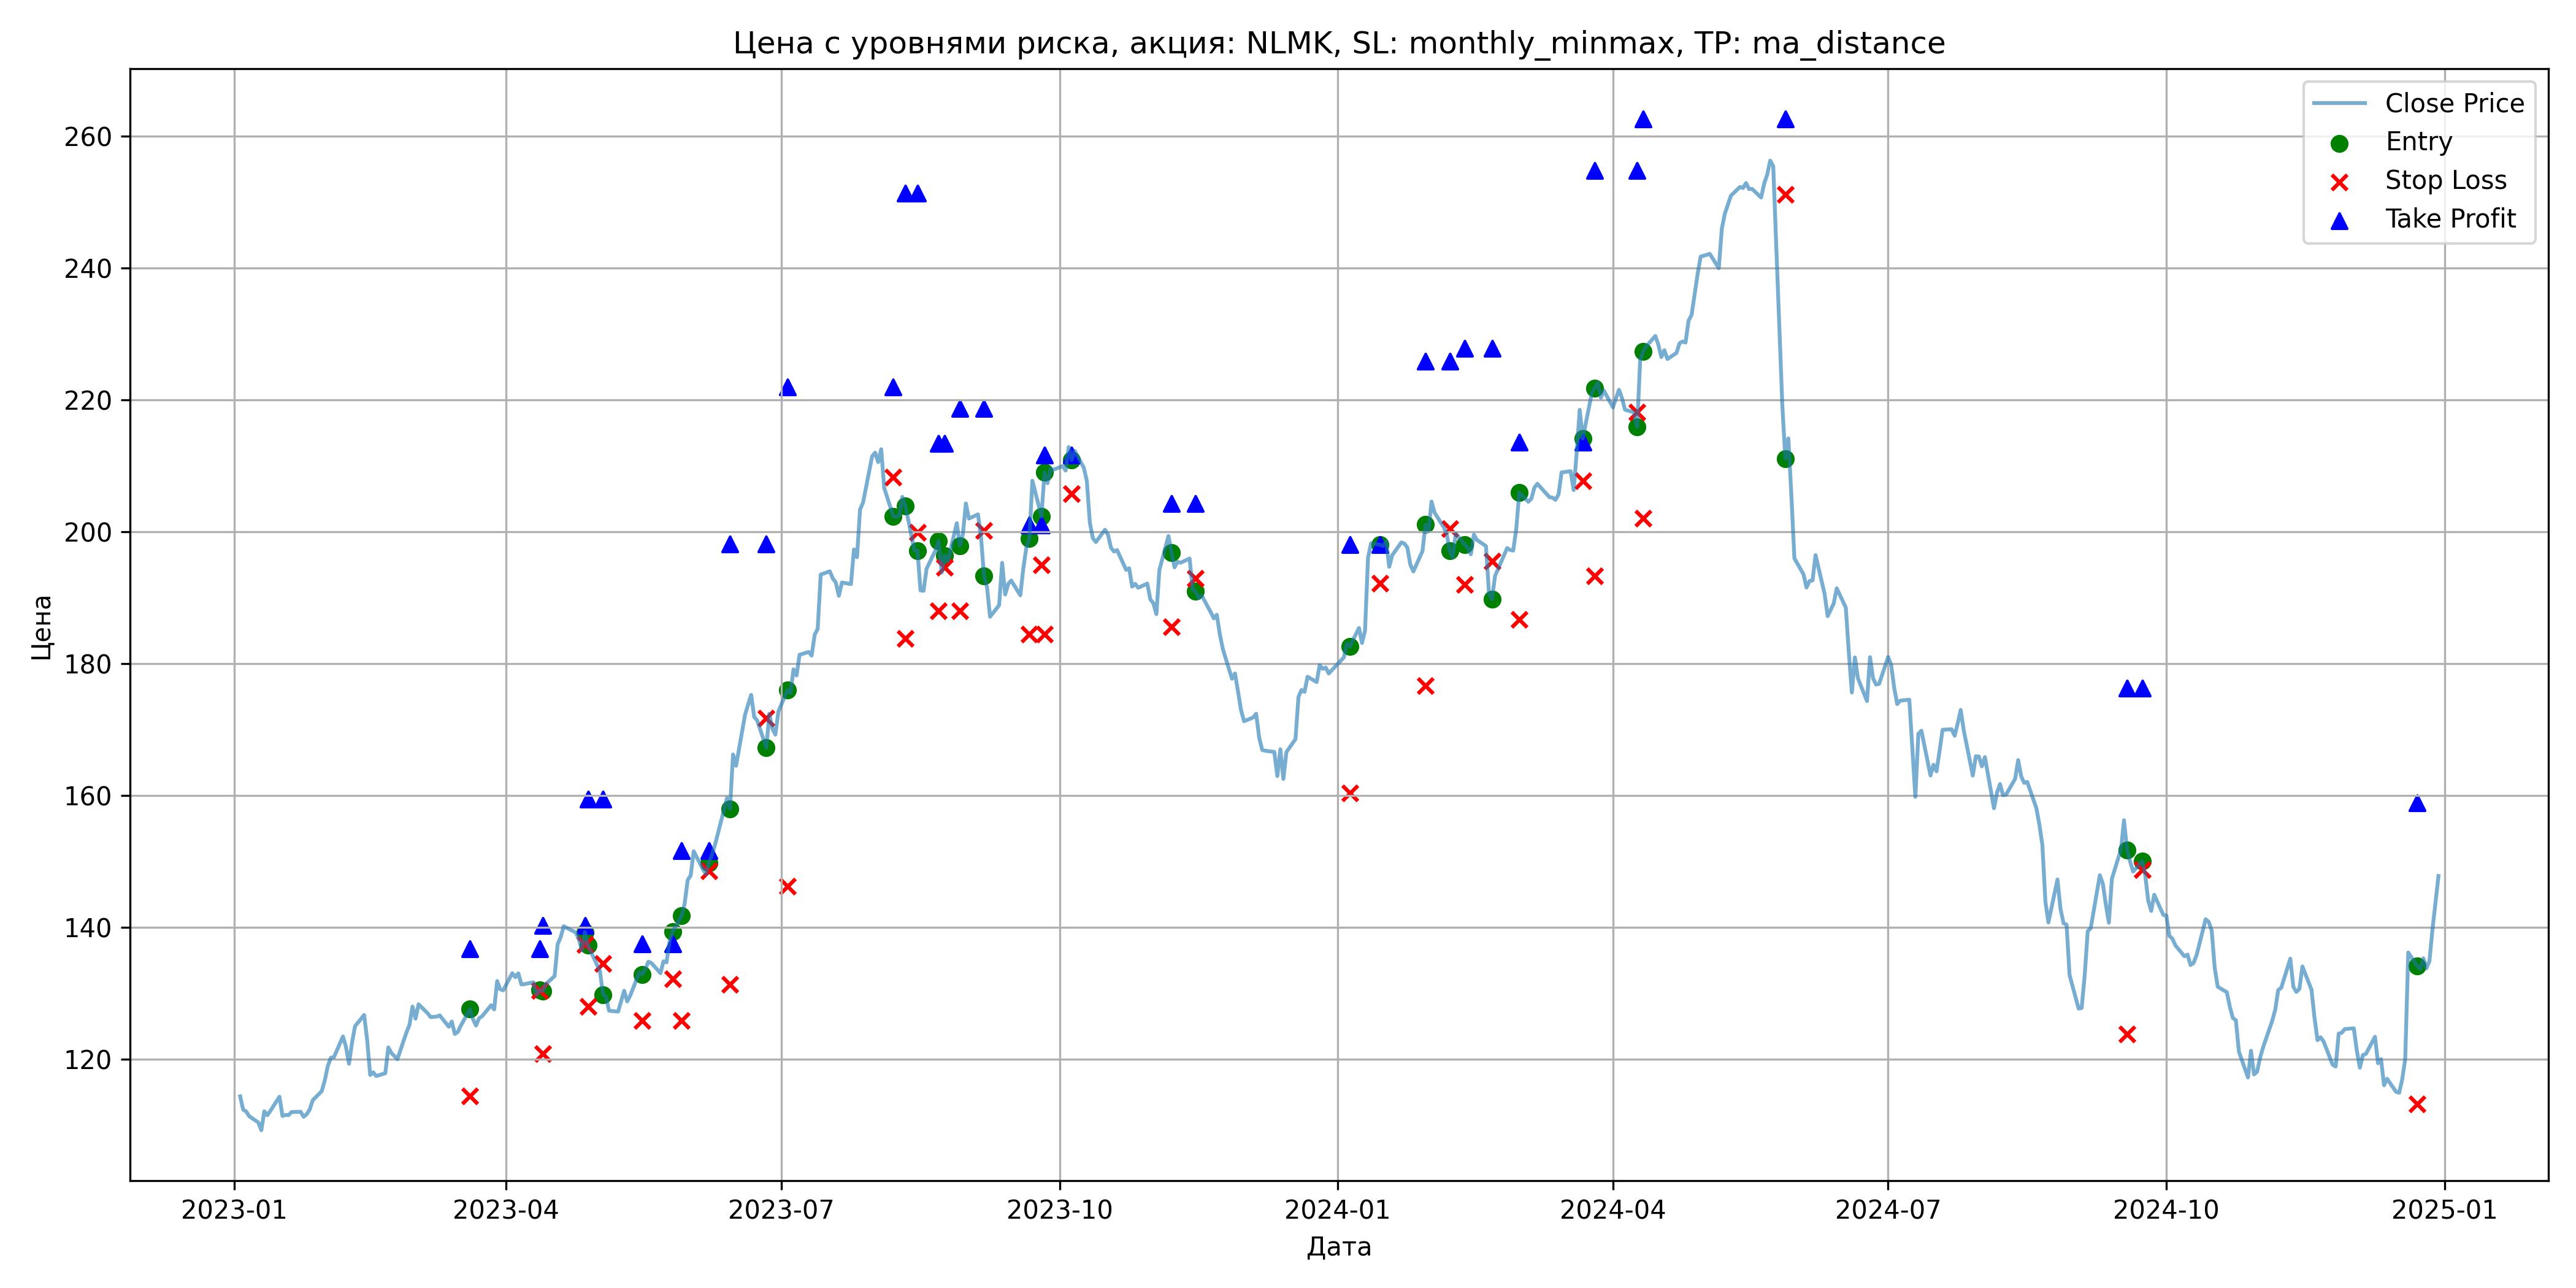 Цена с уровнями риска, акция: NLMK, SL: monthly_minmax, TP: ma_distance
Close Price
Entry
Stop Loss
Take Profit
Цена
260
240
220
200
180
160
140
120
2023-01
2023-04
2023-07
2023-10
2024-01
2024-04
2024-07
2024-10
2025-01
Дата